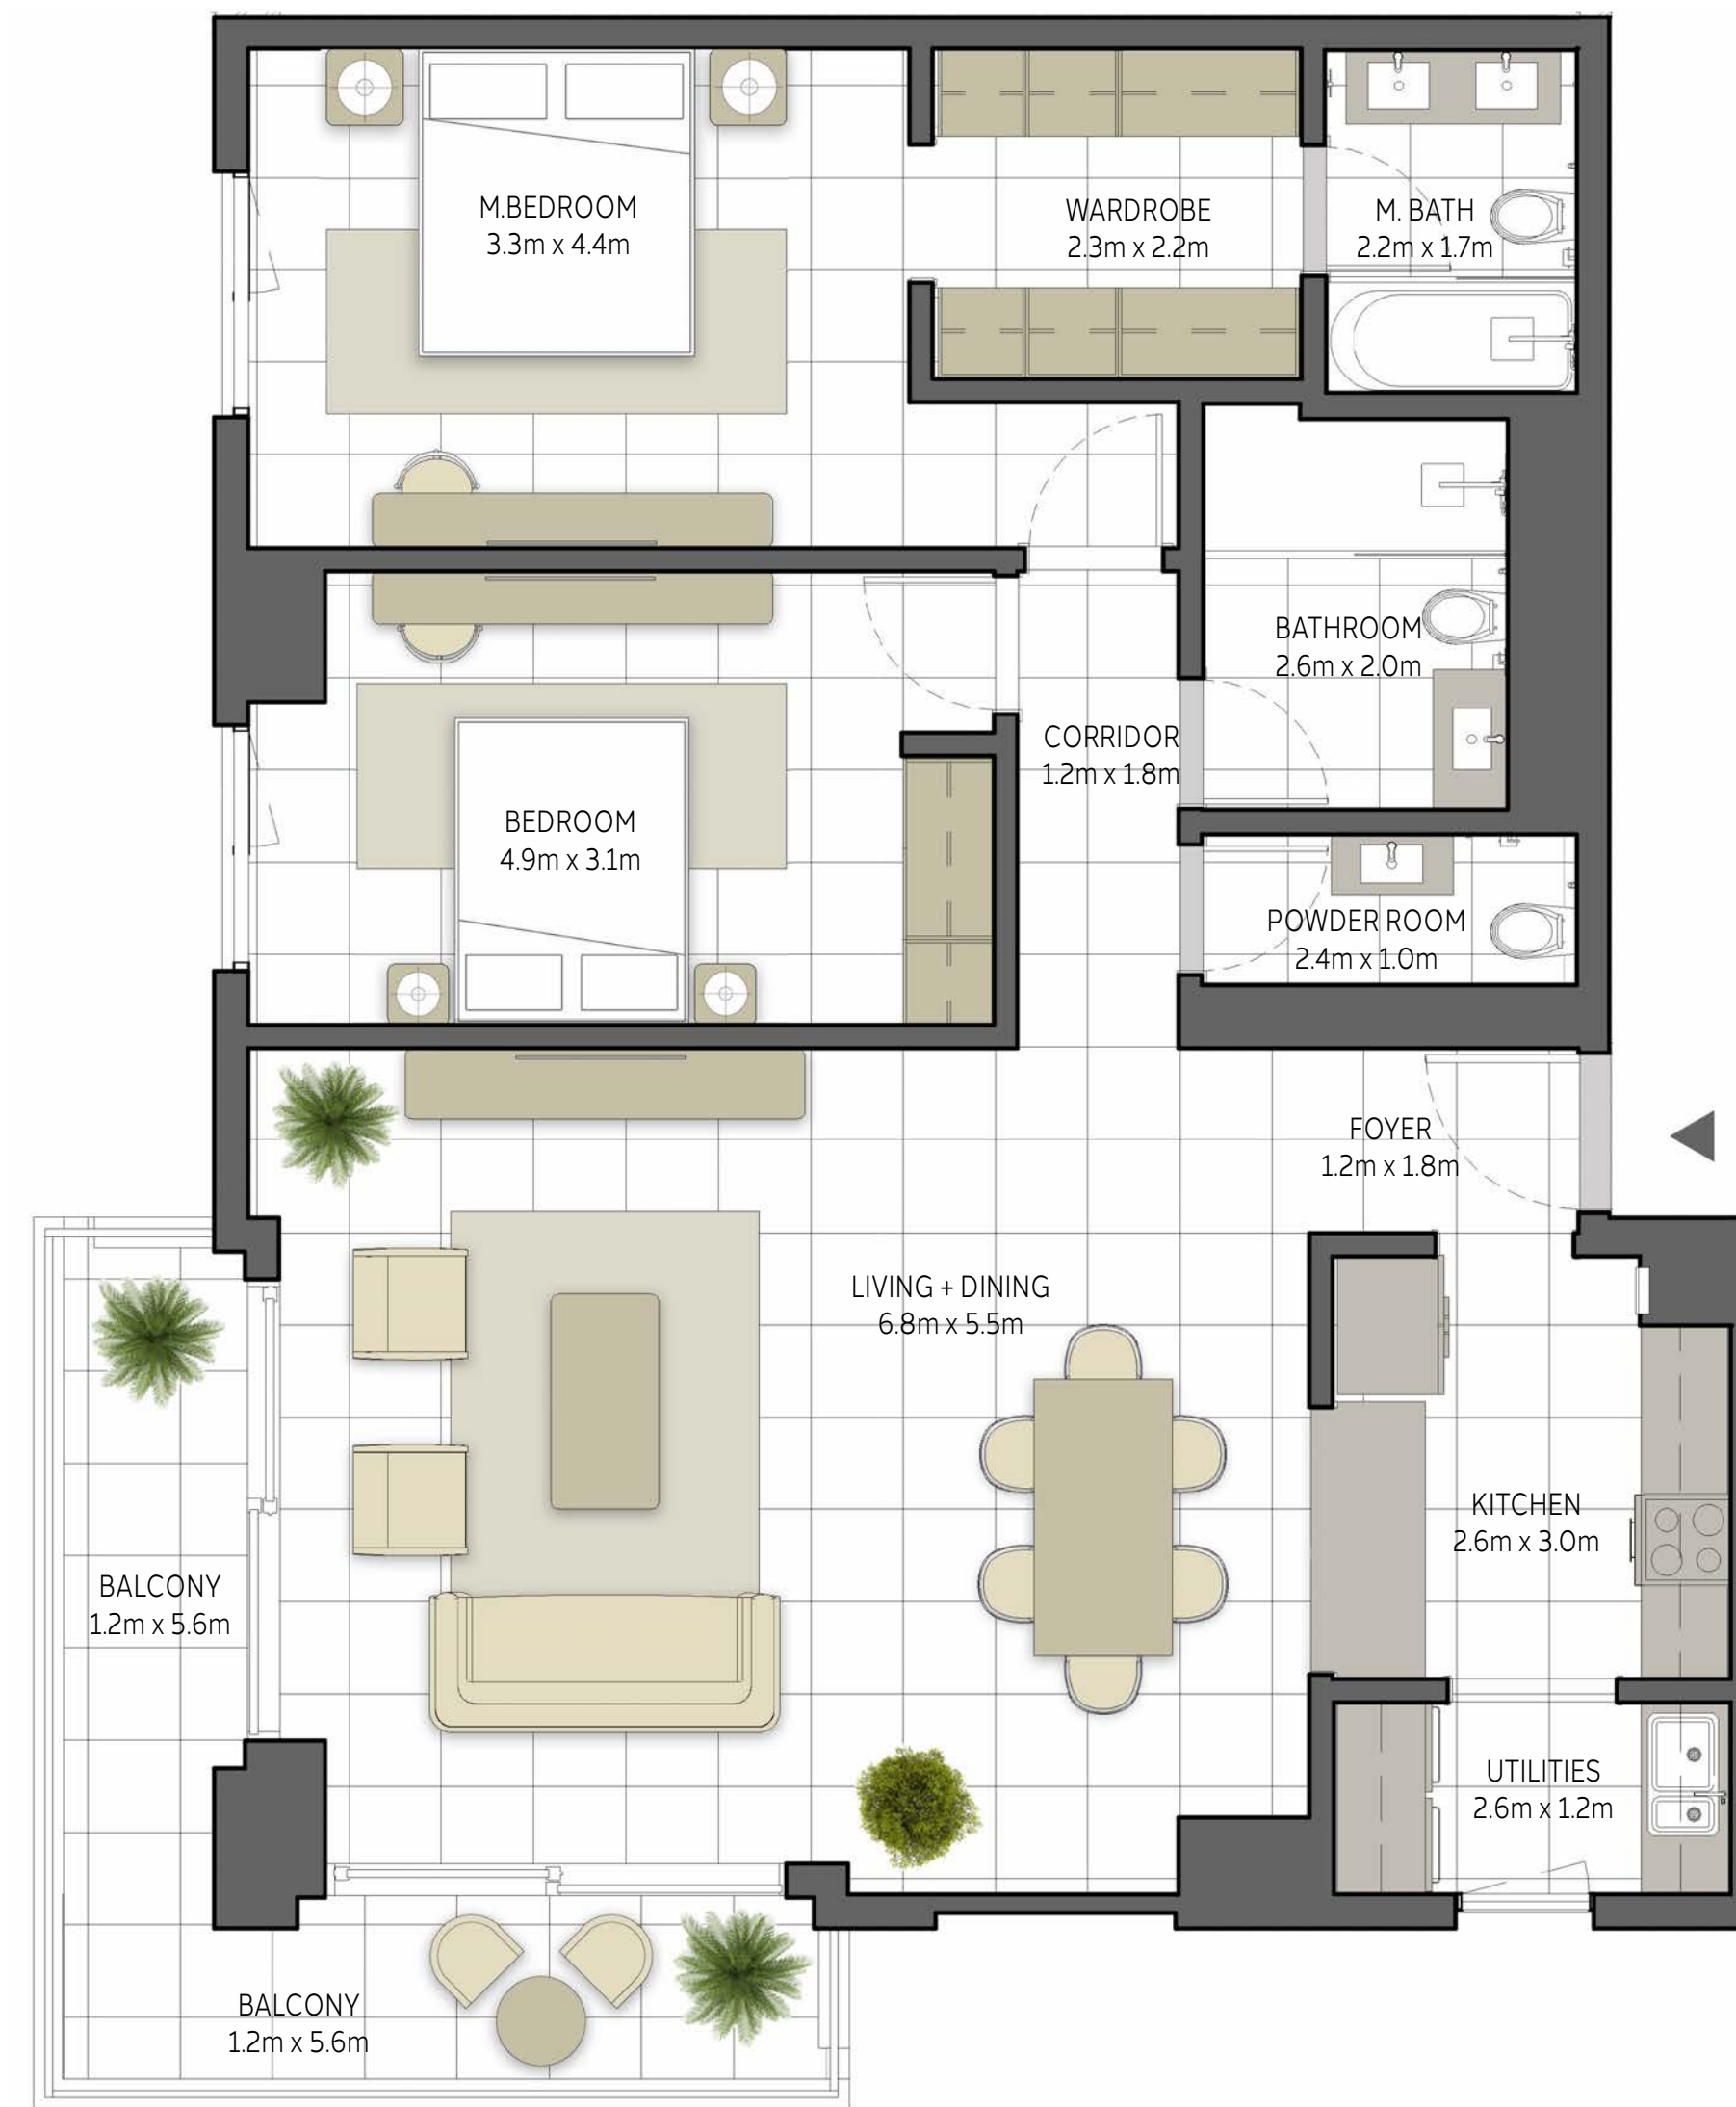 M.BEDROOM
3.3m x 4.4m
WARDROBE
2.3m x 2.2m
M. BATH
2.2m x 1.7m
BATHROOM
2.6m x 2.0m
CORRIDOR
1.2m x 1.8m
BEDROOM
4.9m x 3.1m
POWDER ROOM
2.4m x 1.0m
FOYER
1.2m x 1.8m
LIVING + DINING
6.8m x 5.5m
KITCHEN
2.6m x 3.0m
BALCONY
1.2m x 5.6m
UTILITIES
2.6m x 1.2m
BALCONY
1.2m x 5.6m